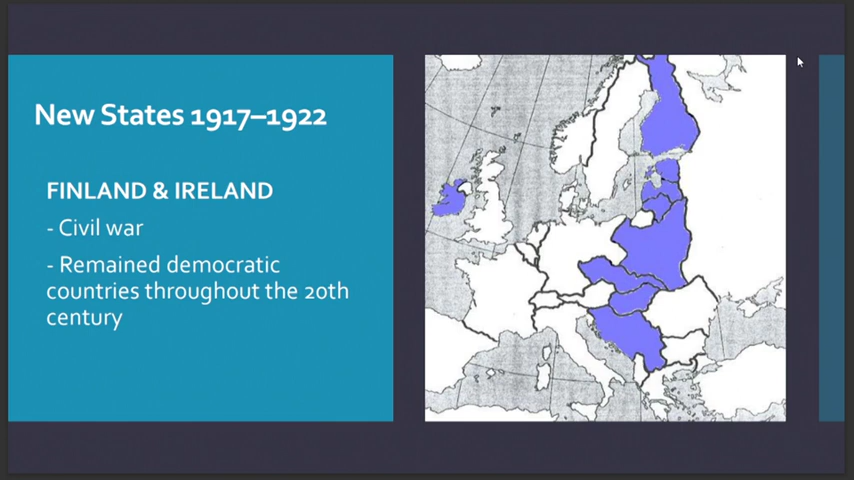 New States 1917–1922
FINLAND & IRELAND
- Civil war
- Remained democratic
countries throughout the 20th
century